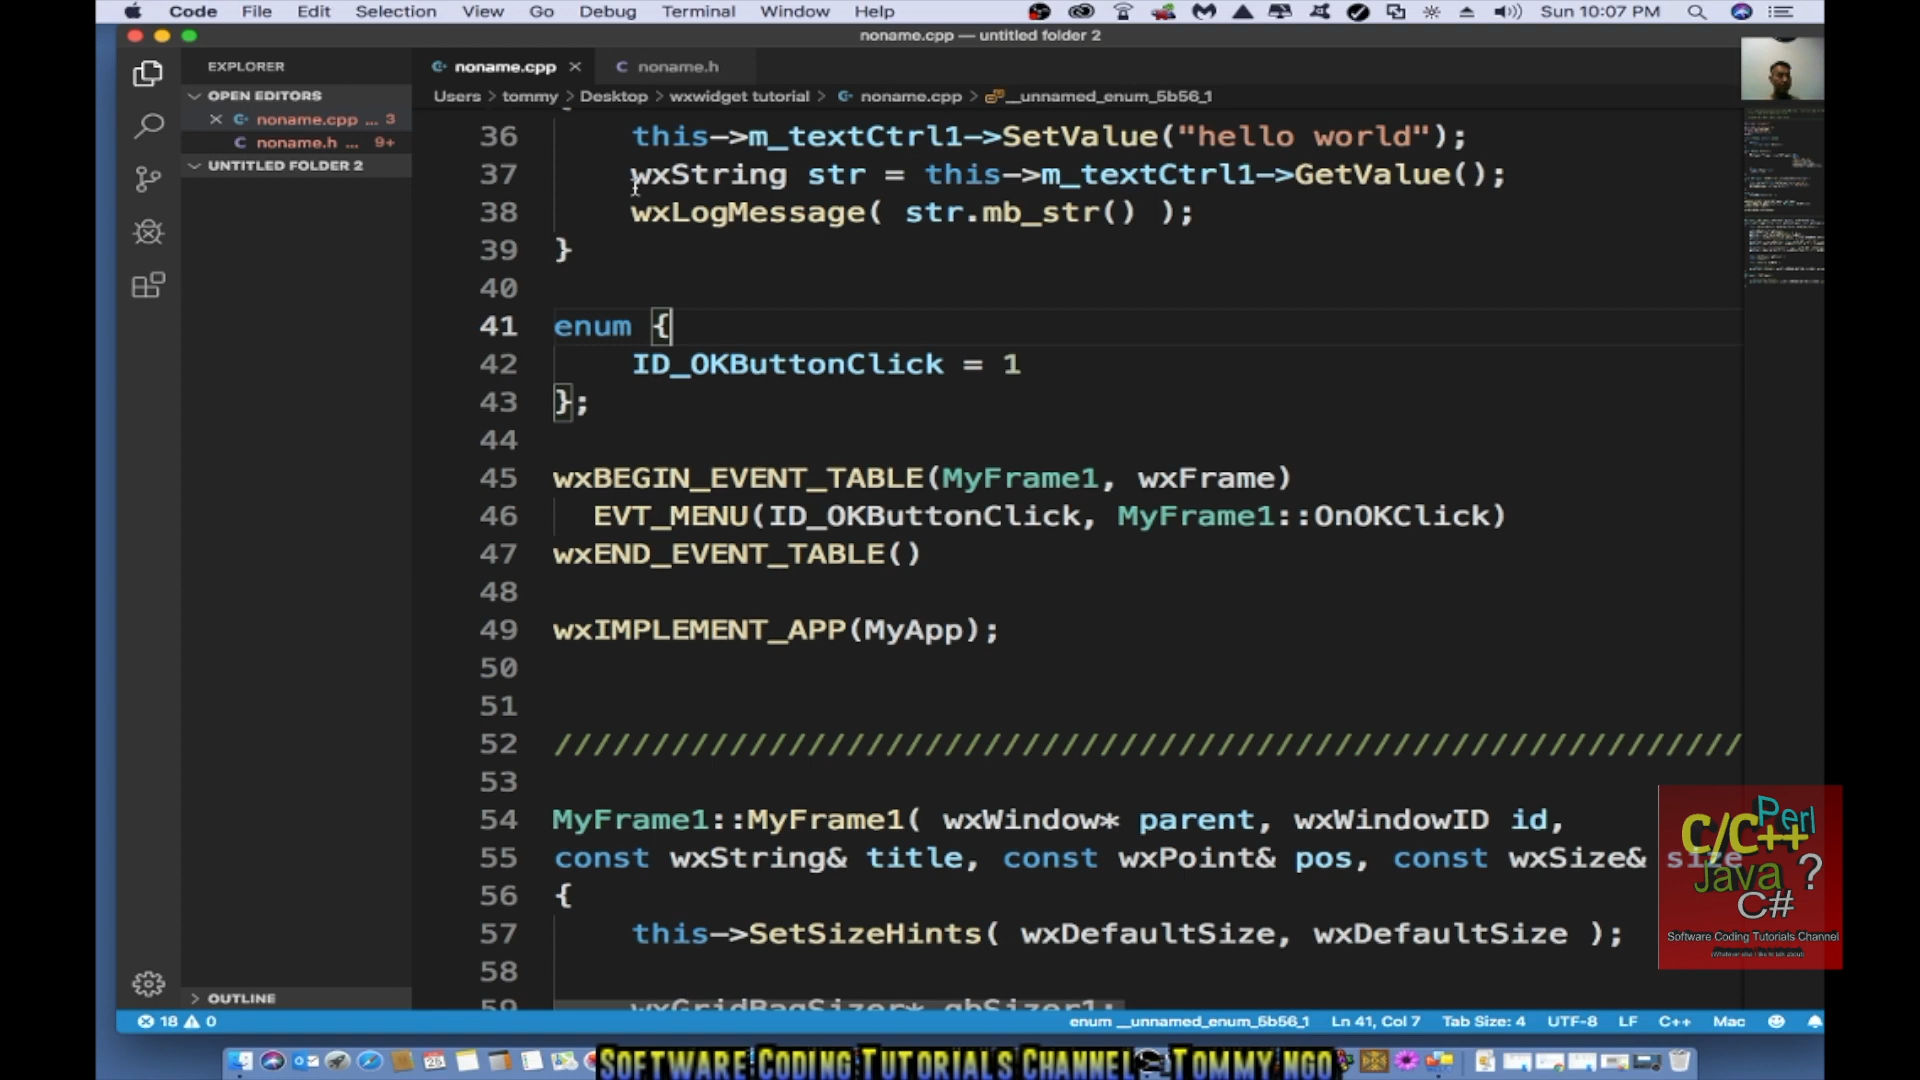 Code File Edit Selection View Go Debug Terminal Window Help Sun 10:07 PM
noname.cpp — untitled folder 2
EXPLORER
noname.cpp
noname.h
OPEN EDITORS
Users > tommy > Desktop > wxwidget tutorial > noname.cpp > __unnamed_enum_5b56_1
noname.cpp ... 3
noname.h ... 9+
UNTITLED FOLDER 2
36 this->m_textCtrl1->SetValue("hello world");
37 wxString str = this->m_textCtrl1->GetValue();
38 wxLogMessage( str.mb_str() );
39 }
40
41 enum {
42 ID_OKButtonClick = 1
43 };
44
45 wxBEGIN_EVENT_TABLE(MyFrame1, wxFrame)
46 EVT_MENU(ID_OKButtonClick, MyFrame1::OnOKClick)
47 wxEND_EVENT_TABLE()
48
49 wxIMPLEMENT_APP(MyApp);
50
51
52 /////////////////////////////////////////////////////////////
53
54 MyFrame1::MyFrame1( wxWindow* parent, wxWindowID id,
55 const wxString& title, const wxPoint& pos, const wxSize& size
56 {
57 this->SetSizeHints( wxDefaultSize, wxDefaultSize );
58
59 wxGridBagSizer* gbSizer1;
OUTLINE
C/C++ Perl
Java ?
C#
Software Coding Tutorials Channel
18 0 enum __unnamed_enum_5b56_1 Ln 41, Col 7 Tab Size: 4 UTF-8 LF C++ Mac
SOFTWARE CODING TUTORIALS CHANNEL - TOMMY NGO